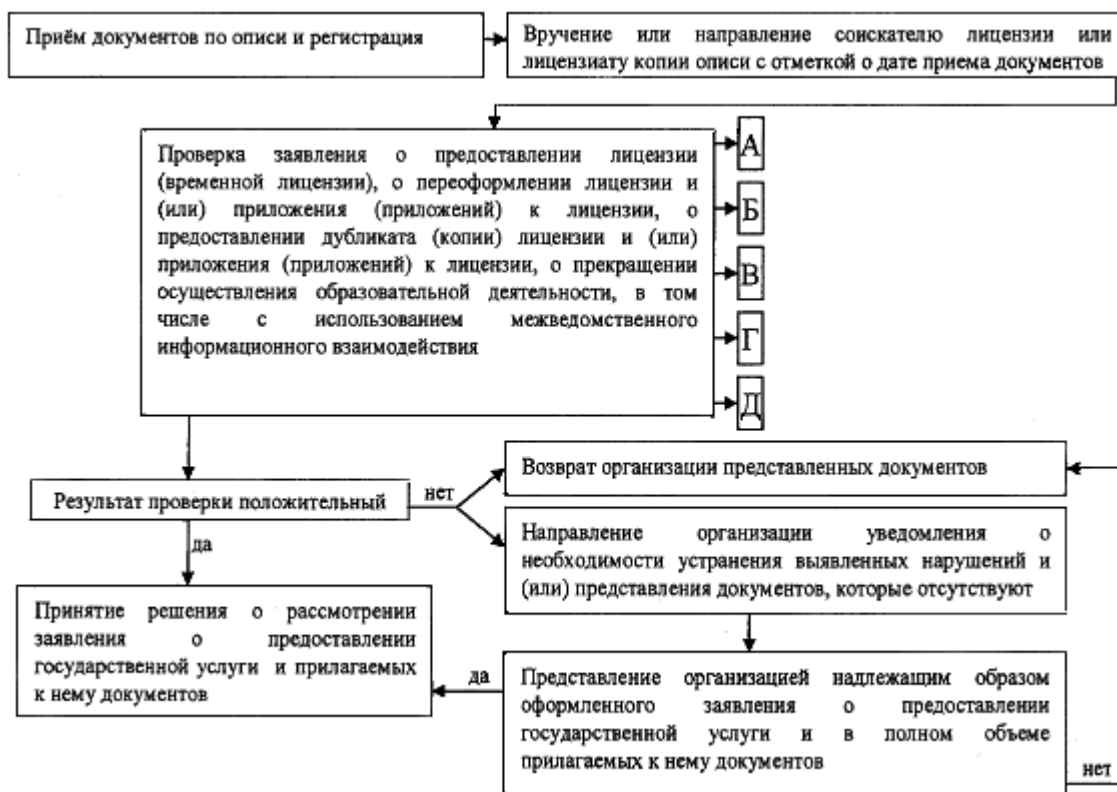 Приём документов по описи и регистрация
Вручение или направление соискателю лицензии или
лицензиату копии описи с отметкой о дате приема документов
Проверка заявления о предоставлении лицензии
(временной лицензии), о переоформлении лицензии и
(или) приложения (приложений) к лицензии, о
предоставлении дубликата (копии) лицензии и (или)
приложения (приложений) к лицензии, о прекращении
осуществления образовательной деятельности, в том
числе с использованием межведомственного
информационного взаимодействия
А
Б
В
Г
Д
Результат проверки положительный
нет
Возврат организации представленных документов
Направление организации уведомления о
необходимости устранения выявленных нарушений и
(или) представления документов, которые отсутствуют
да
Принятие решения о рассмотрении
заявления о предоставлении
государственной услуги и прилагаемых
к нему документов
да
Представление организацией надлежащим образом
оформленного заявления о предоставлении
государственной услуги и в полном объеме
прилагаемых к нему документов
нет